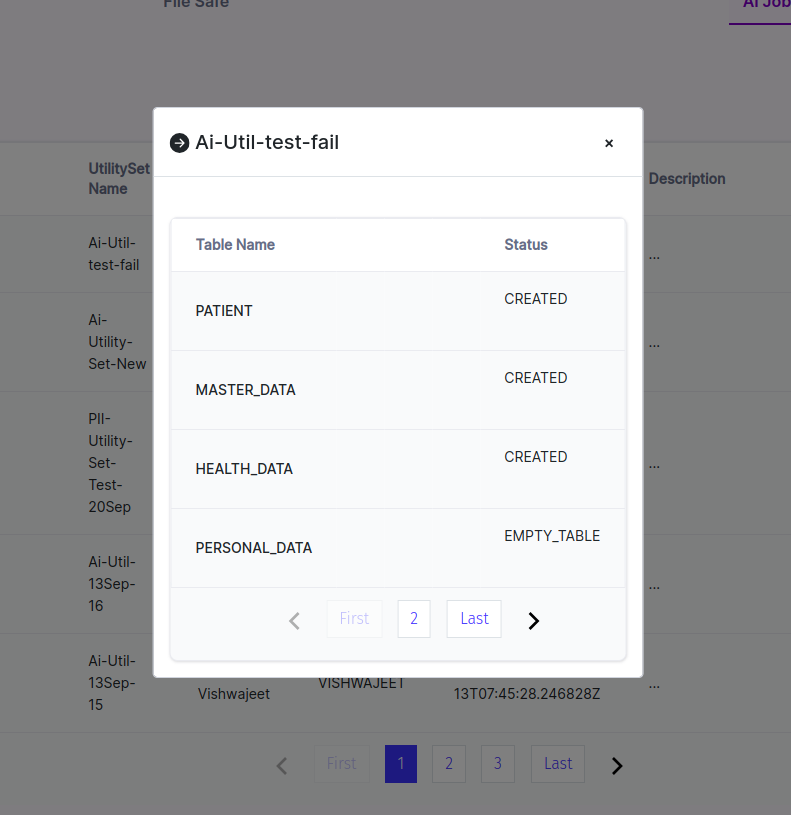 File Safe
AI Job
Ai-Util-test-fail
×
UtilitySet
Name
Description
Table Name Status
Ai-Util-
test-fail
...
PATIENT CREATED
Ai-
Utility-
Set-New
...
MASTER_DATA CREATED
PII-
Utility-
Set-
Test-
20Sep
...
HEALTH_DATA CREATED
PERSONAL_DATA EMPTY_TABLE
Ai-Util-
13Sep-
16
...
First 2 Last
Ai-Util-
13Sep-
15
Vishwajeet VISHWAJEET 13T07:45:28.246828Z ...
First 1 2 3 Last